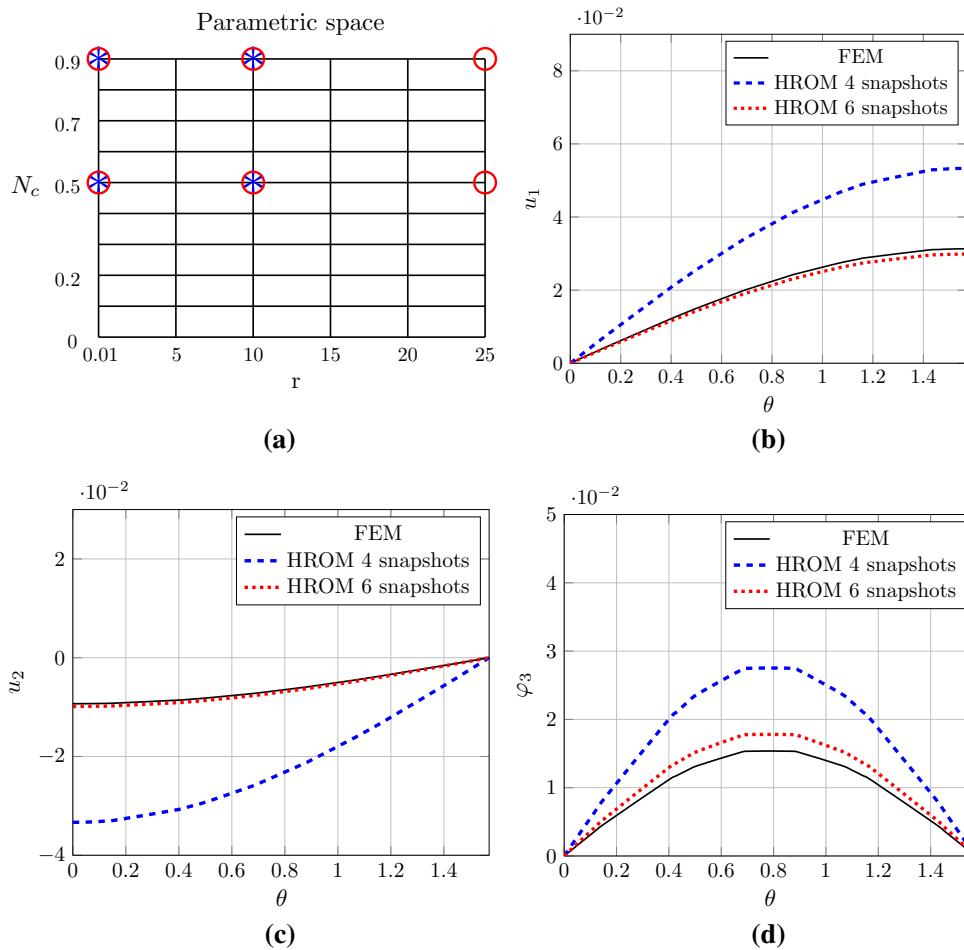 Parametric space
0.9
0.7
N_c 0.5
0.2
0
0.01 5 10 15 20 25
r
(a)
·10^−2
8
6
4
2
0
u_1
0 0.2 0.4 0.6 0.8 1 1.2 1.4
θ
FEM
HROM 4 snapshots
HROM 6 snapshots
(b)
·10^−2
2
0
−2
−4
u_2
0 0.2 0.4 0.6 0.8 1 1.2 1.4
θ
FEM
HROM 4 snapshots
HROM 6 snapshots
(c)
·10^−2
5
4
3
2
1
0
φ_3
0 0.2 0.4 0.6 0.8 1 1.2 1.4
θ
FEM
HROM 4 snapshots
HROM 6 snapshots
(d)